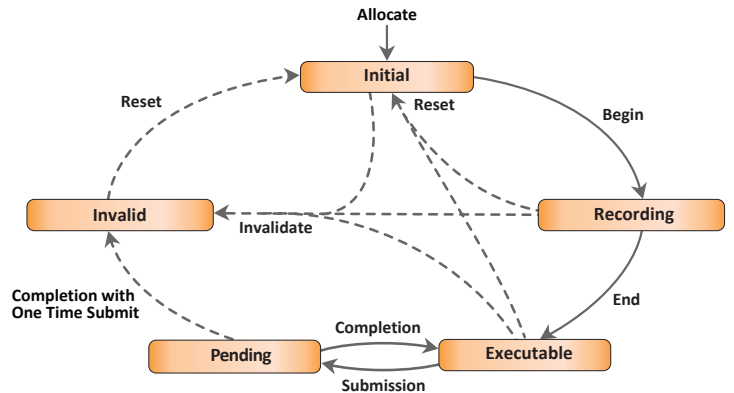 Allocate
Initial
Reset
Reset
Begin
Invalid
Recording
Invalidate
Completion with
One Time Submit
End
Completion
Pending
Executable
Submission